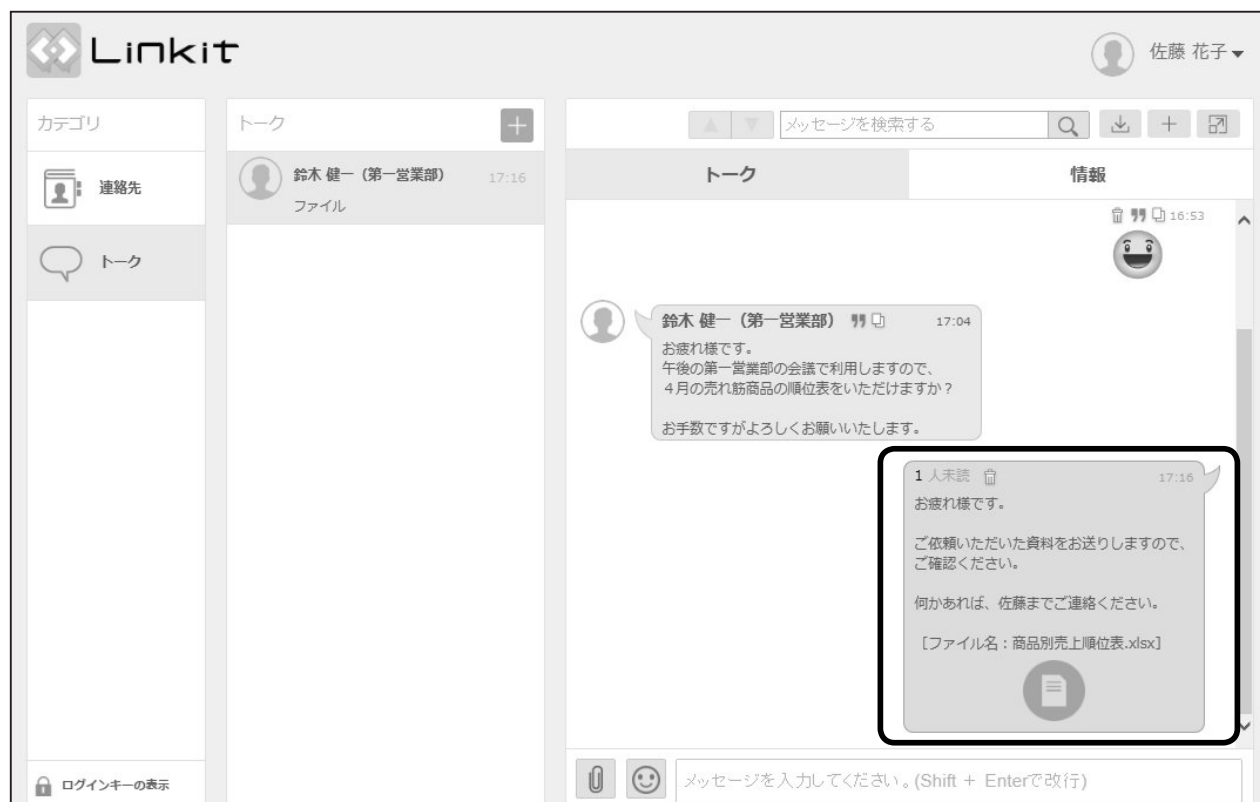 Linkit
佐藤 花子
カテゴリ
連絡先
トーク
ログインキーの表示
トーク
鈴木 健一（第一営業部）
17:16
ファイル
メッセージを検索する
トーク
情報
16:53
鈴木 健一（第一営業部）
17:04
お疲れ様です。
午後の第一営業部の会議で利用しますので、
４月の売れ筋商品の順位表をいただけますか？
お手数ですがよろしくお願いいたします。
1 人未読
17:16
お疲れ様です。
ご依頼いただいた資料をお送りしますので、
ご確認ください。
何かあれば、佐藤までご連絡ください。
［ファイル名：商品別売上順位表.xlsx］
メッセージを入力してください。(Shift + Enterで改行)